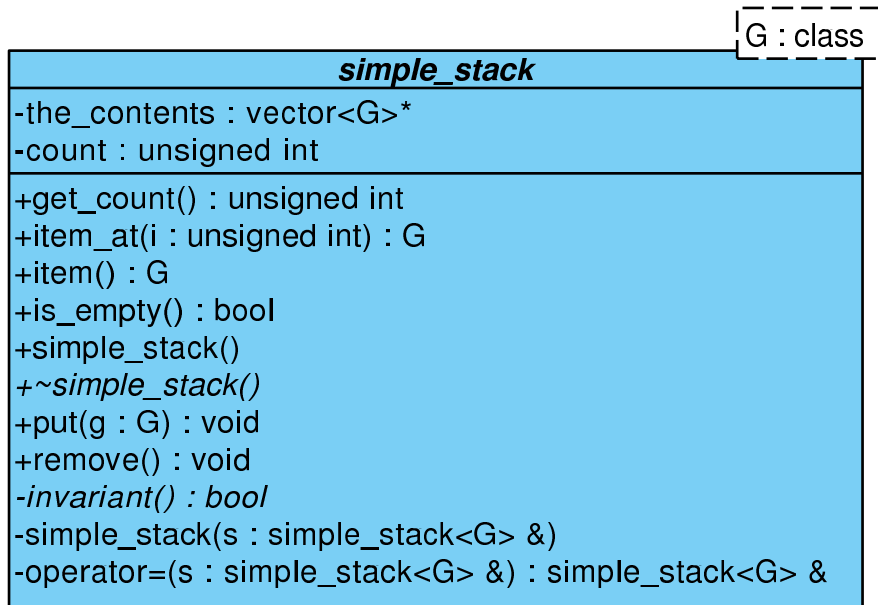 G : class
simple_stack
-the_contents : vector<G>*
-count : unsigned int
+get_count() : unsigned int
+item_at(i : unsigned int) : G
+item() : G
+is_empty() : bool
+simple_stack()
+~simple_stack()
+put(g : G) : void
+remove() : void
-invariant() : bool
-simple_stack(s : simple_stack<G> &)
-operator=(s : simple_stack<G> &) : simple_stack<G> &